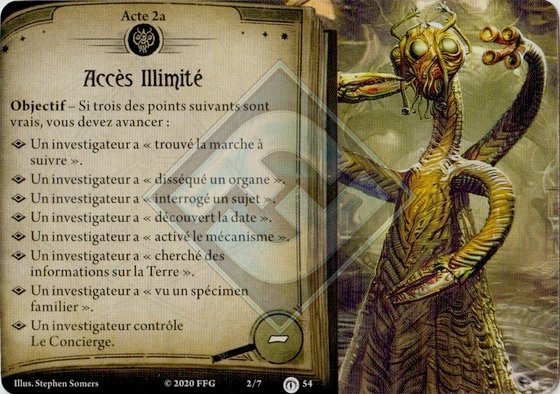 Acte 2a
Accès Illimité
Objectif – Si trois des points suivants sont
vrais, vous devez avancer :
Un investigateur a « trouvé la marche à
suivre ».
Un investigateur a « disséqué un organe ».
Un investigateur a « interrogé un sujet ».
Un investigateur a « découvert la date ».
Un investigateur a « activé le mécanisme ».
Un investigateur a « cherché des
informations sur la Terre ».
Un investigateur a « vu un spécimen
familier ».
Un investigateur contrôle
Le Concierge.
–
Illus. Stephen Somers © 2020 FFG 2/7 54